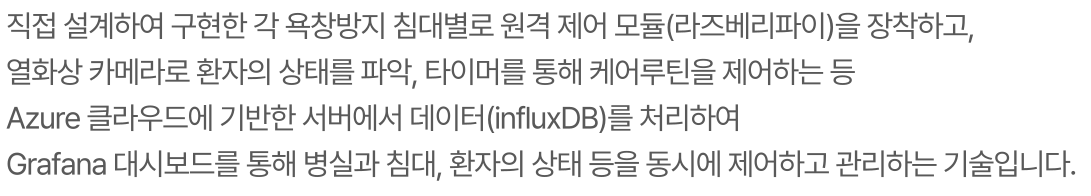 직접 설계하여 구현한 각 욕창방지 침대별로 원격 제어 모듈(라즈베리파이)을 장착하고,
열화상 카메라로 환자의 상태를 파악, 타이머를 통해 케어루틴을 제어하는 등
Azure 클라우드에 기반한 서버에서 데이터(influxDB)를 처리하여
Grafana 대시보드를 통해 병실과 침대, 환자의 상태 등을 동시에 제어하고 관리하는 기술입니다.